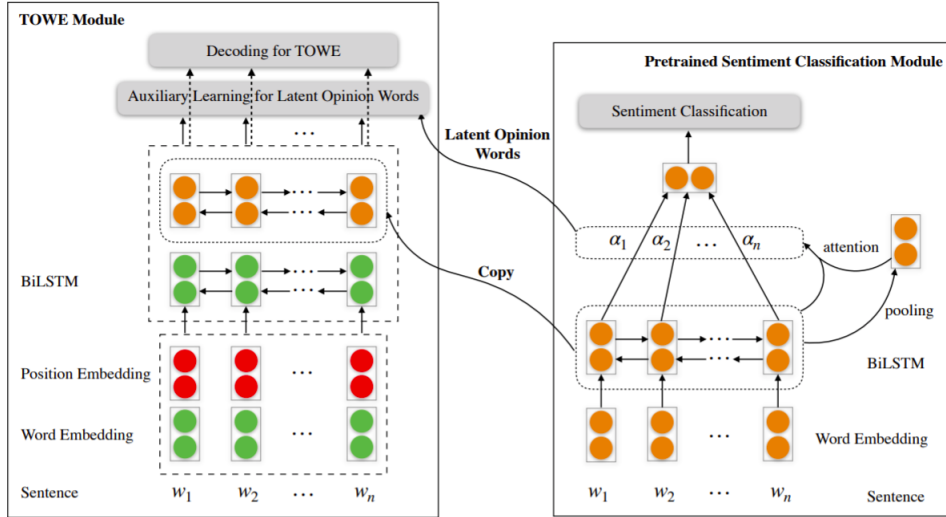 TOWE Module
Decoding for TOWE
Auxiliary Learning for Latent Opinion Words
...
...
...
BiLSTM
...
...
Position Embedding
...
Word Embedding
...
Sentence w₁ w₂ ... wₙ
Latent Opinion
Words
Copy
Pretrained Sentiment Classification Module
Sentiment Classification
α₁ α₂ ... αₙ
attention
pooling
...
...
BiLSTM
... Word Embedding
w₁ w₂ ... wₙ Sentence